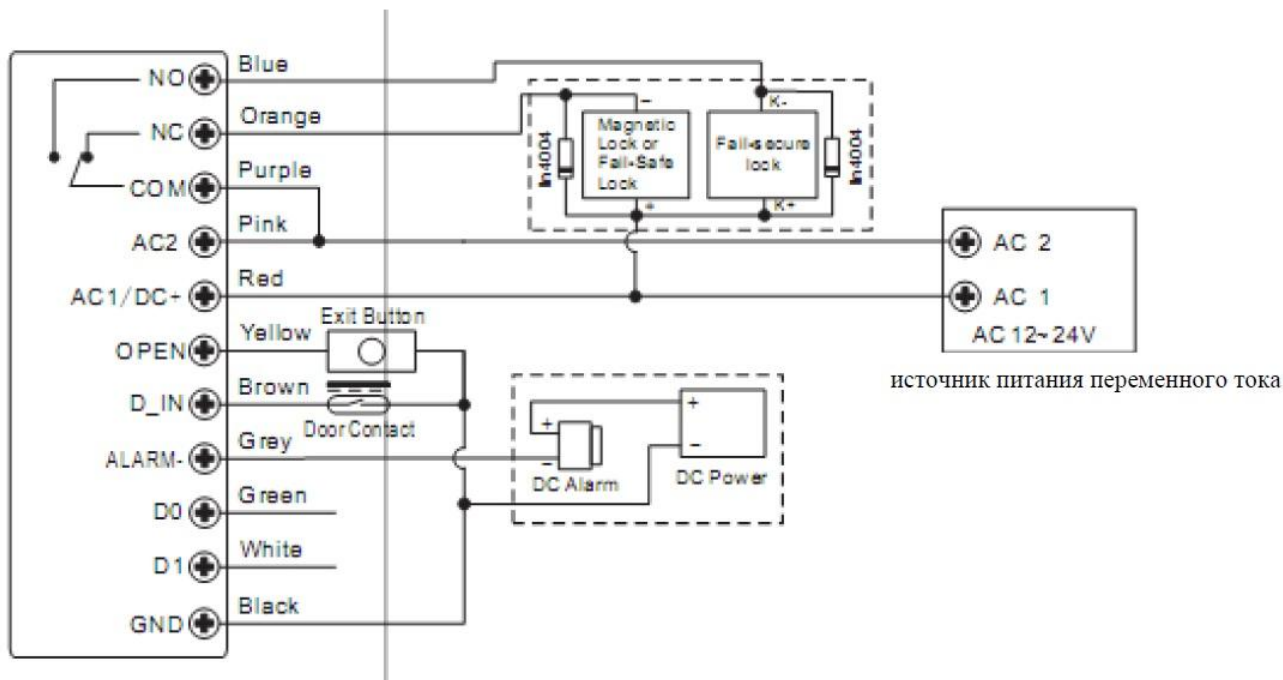 NO
Blue
NC
Orange
COM
Purple
AC2
Pink
AC1/DC+
Red
OPEN
Yellow
Exit Button
D_IN
Brown
Door Contact
ALARM-
Grey
D0
Green
D1
White
GND
Black
In4004
−
Magnetic
Lock or
Fail-Safe
Lock
+
K-
Fail-secure
lock
K+
In4004
AC 2
AC 1
AC 12~24V
источник питания переменного тока
+
−
DC Alarm
+
−
DC Power